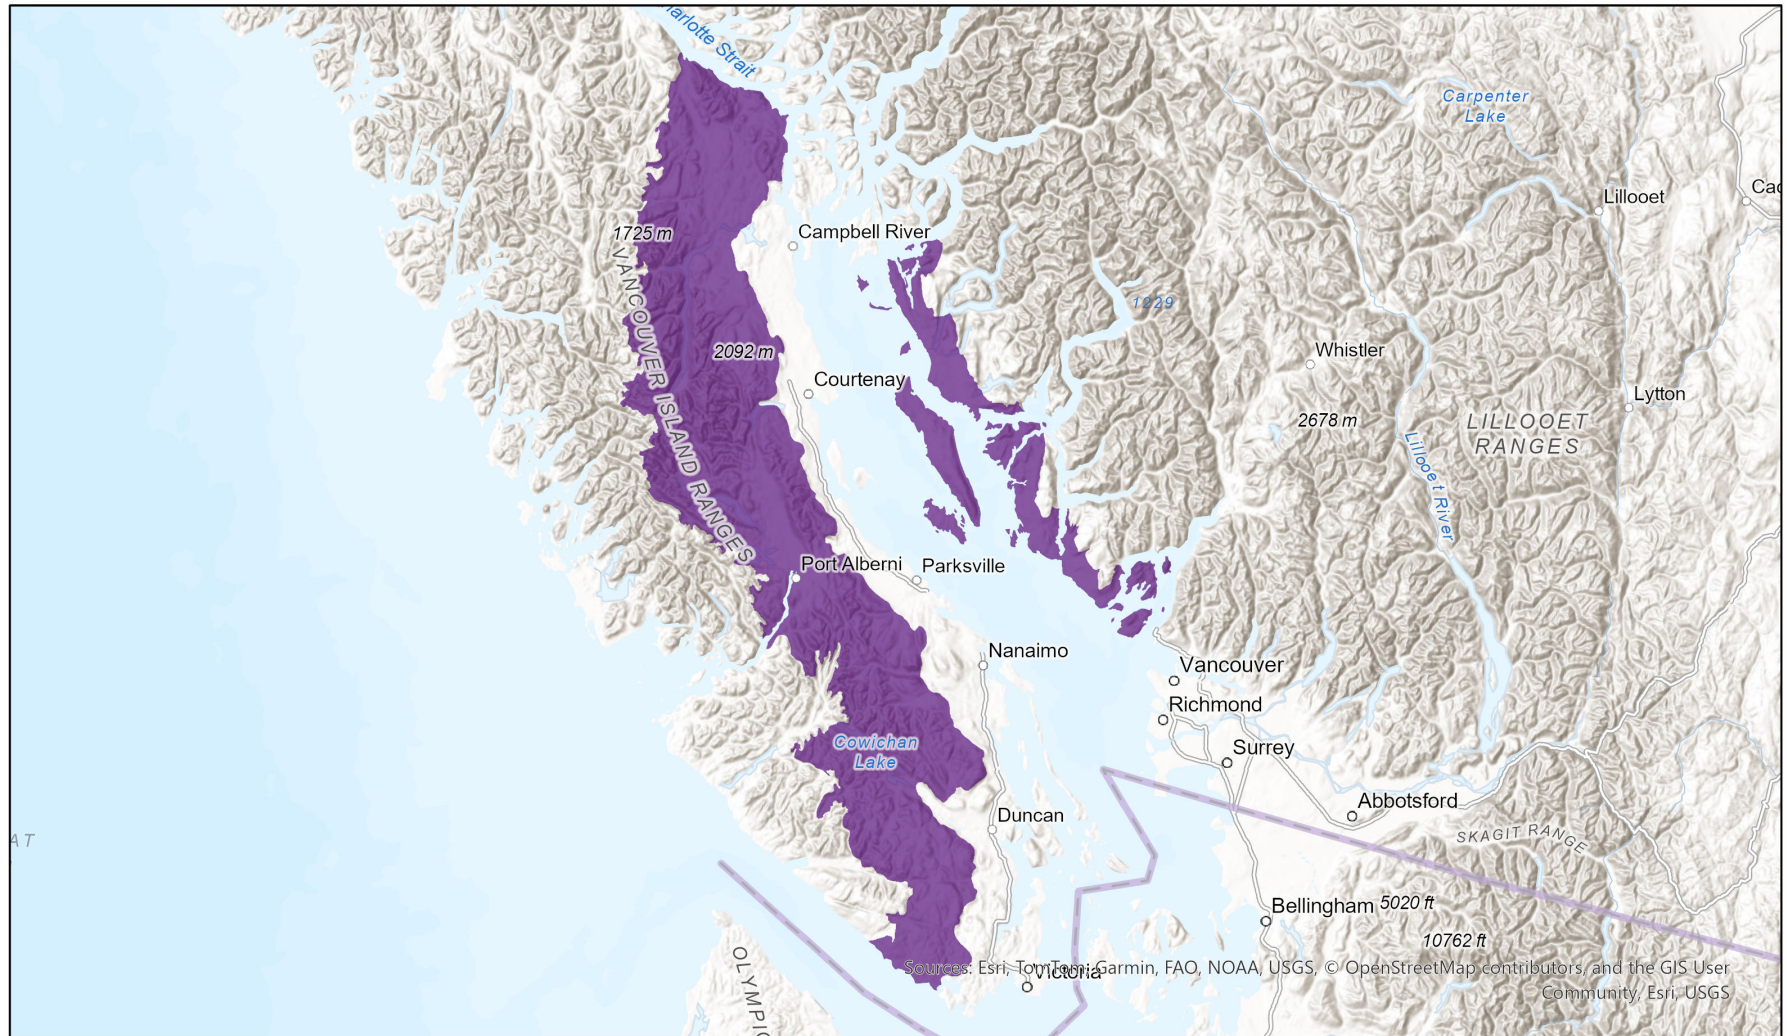 arlotte Strait
Carpenter
Lake
Lillooet
Cac
1725 m
Campbell River
VANCOUVER ISLAND RANGES
1229
2092 m
Whistler
Courtenay
Lytton
2678 m
LILLOOET
RANGES
Lillooet River
Port Alberni
Parksville
Nanaimo
Vancouver
Richmond
Cowichan
Lake
Surrey
Abbotsford
Duncan
SKAGIT RANGE
AT
Bellingham
5020 ft
10762 ft
OLYMPIC
Victoria
Sources: Esri, TomTom, Garmin, FAO, NOAA, USGS, © OpenStreetMap contributors, and the GIS User
Community, Esri, USGS